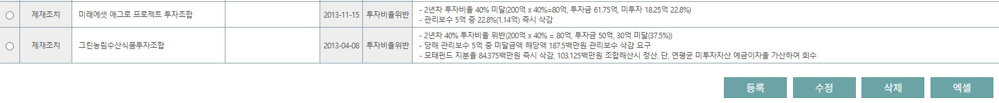 제재조치 미래에셋 애그로 프로젝트 투자조합 2013-11-15 투자비율위반 - 2년차 투자비율 40% 미달(200억 x 40%=80억, 투자금 61.75억, 미투자 18.25억 22.8%)
- 관리보수 5억 중 22.8%(1.14억) 즉시 삭감
제재조치 그린농림수산식품투자조합 2013-04-08 투자비율위반 - 2년차 40% 투자비율 위반(200억 x 40% = 80억, 투자금 50억, 30억 미달(37.5%))
- 당해 관리보수 5억 중 미달금액 해당액 187.5백만원 관리보수 삭감 요구
- 모태펀드 지분율 84.375백만원 즉시 삭감, 103.125백만원 조합해산시 정산. 단, 연평균 미투자자산 예금이자율 가산하여 회수
등록 수정 삭제 엑셀